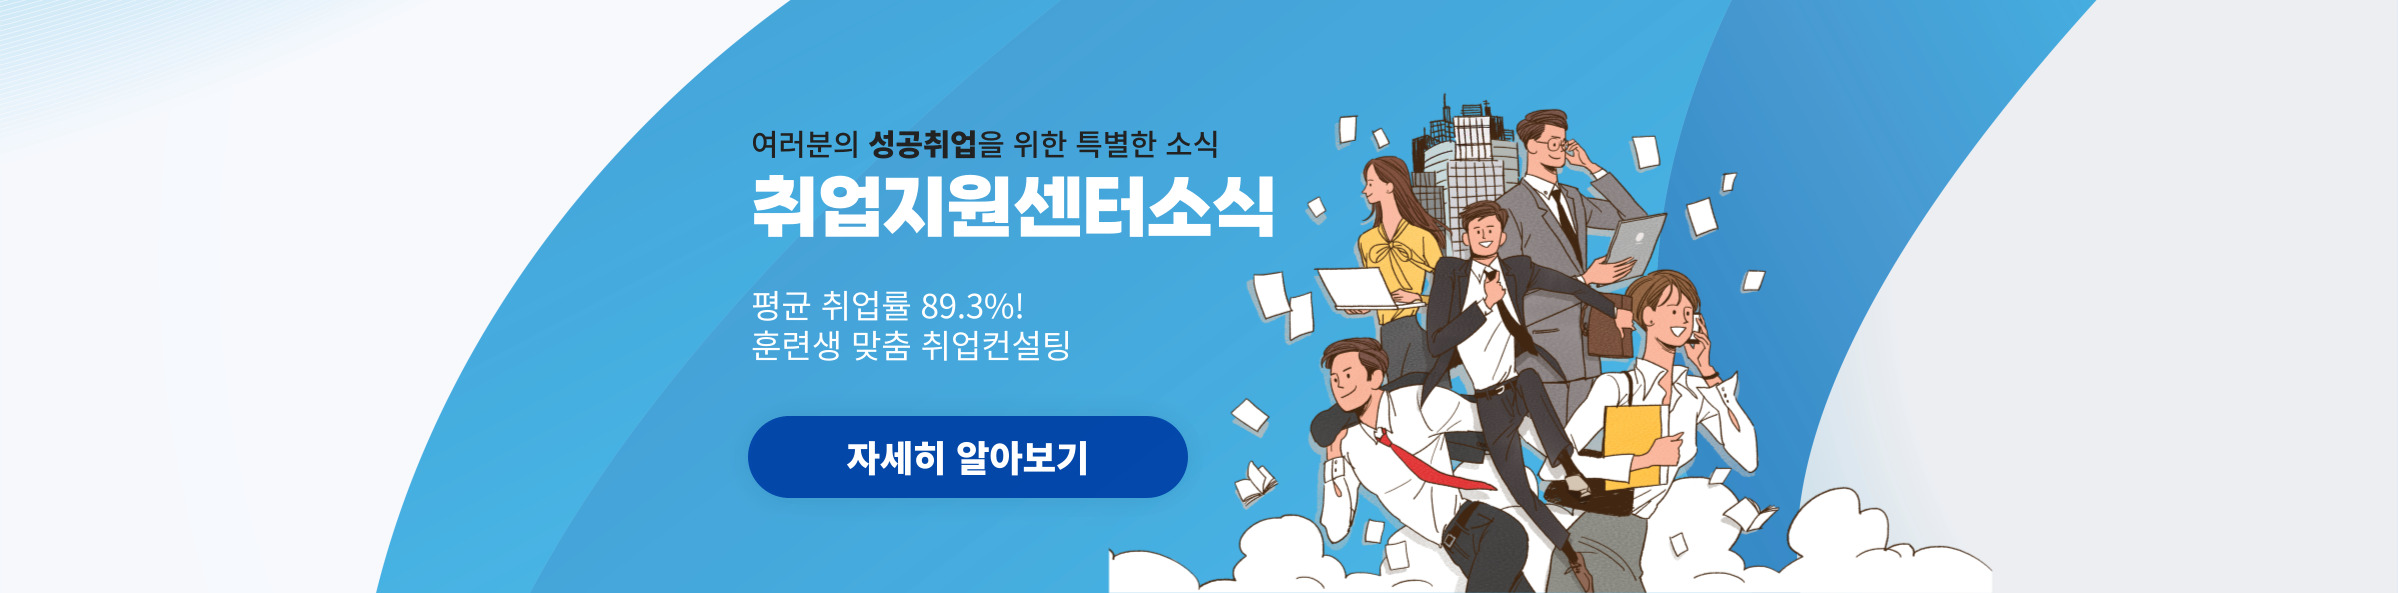 여러분의 성공취업을 위한 특별한 소식
취업지원센터소식
평균 취업률 89.3%!
훈련생 맞춤 취업컨설팅
자세히 알아보기